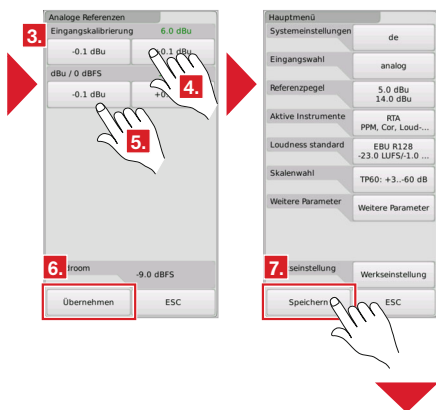 Analoge Referenzen
3.
Eingangskalibrierung 6.0 dBu
-0.1 dBu +0.1 dBu
4.
dBu / 0 dBFS
-0.1 dBu
5.
6.
-9.0 dBFS
Übernehmen ESC
Hauptmenü
Systemeinstellungen de
Eingangswahl analog
Referenzpegel 5.0 dBu
14.0 dBu
Aktive Instrumente RTA
PPM, Cor, Loud-...
Loudness standard EBU R128
-23.0 LUFS/-1.0 ...
Skalenwahl TP60: +3..-60 dB
Weitere Parameter Weitere Parameter
7.
Werkseinstellung
Speichern ESC